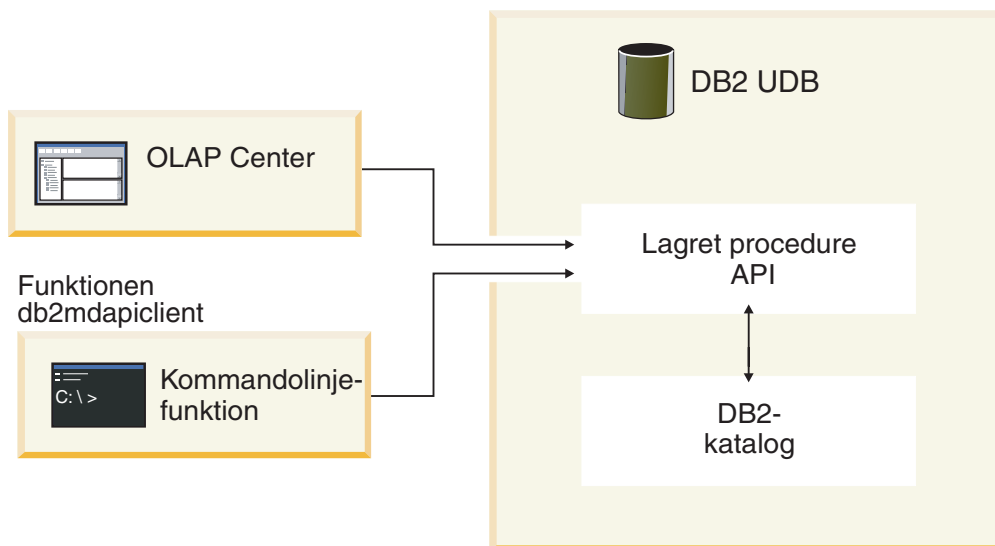 DB2 UDB
OLAP Center
Lagret procedure
API
Funktionen
db2mdapiclient
Kommandolinje-
funktion
C: \ >
DB2-
katalog